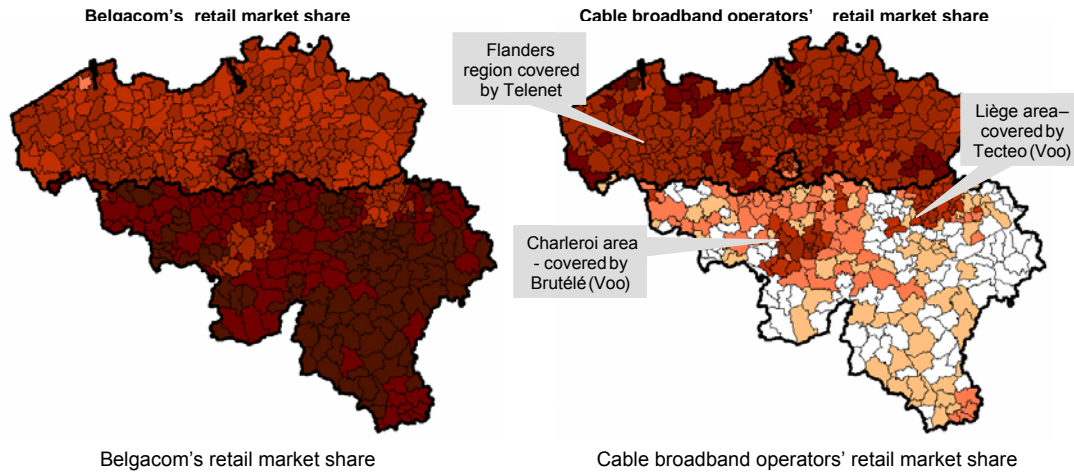 Belgacom's retail market share
Cable broadband operators' retail market share
Flanders
region covered
by Telenet
Liège area–
covered by
Tecteo (Voo)
Charleroi area
- covered by
Brutélé (Voo)
Belgacom's retail market share
Cable broadband operators' retail market share